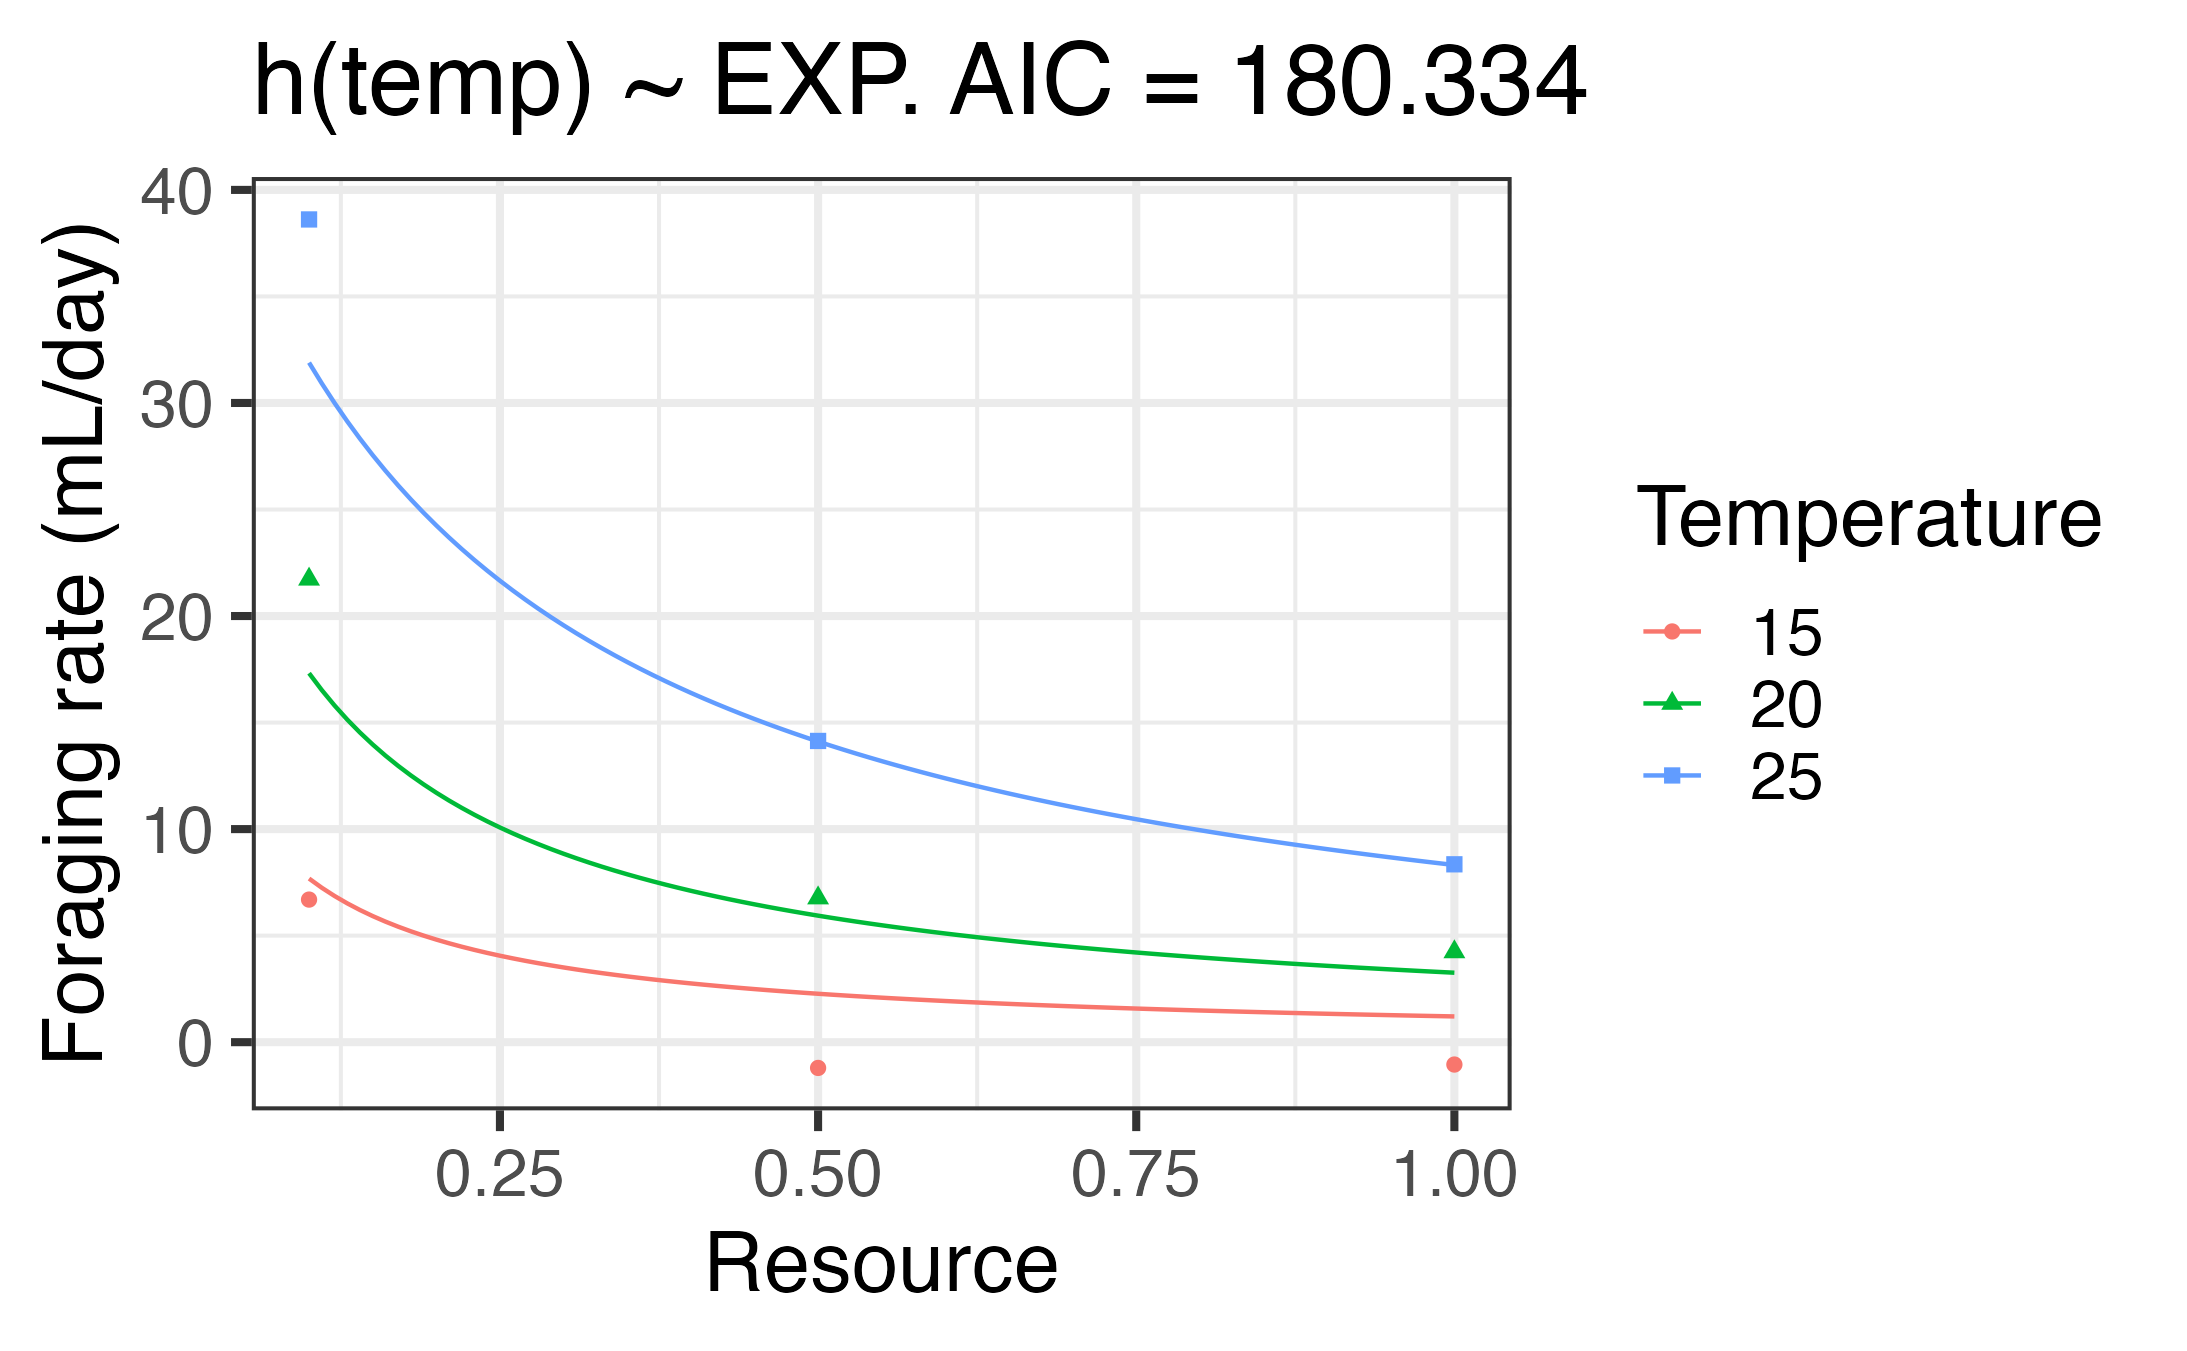 h(temp) ~ EXP. AIC = 180.334
Foraging rate (mL/day)
40
30
20
10
0
0.25 0.50 0.75 1.00
Resource
Temperature
15
20
25